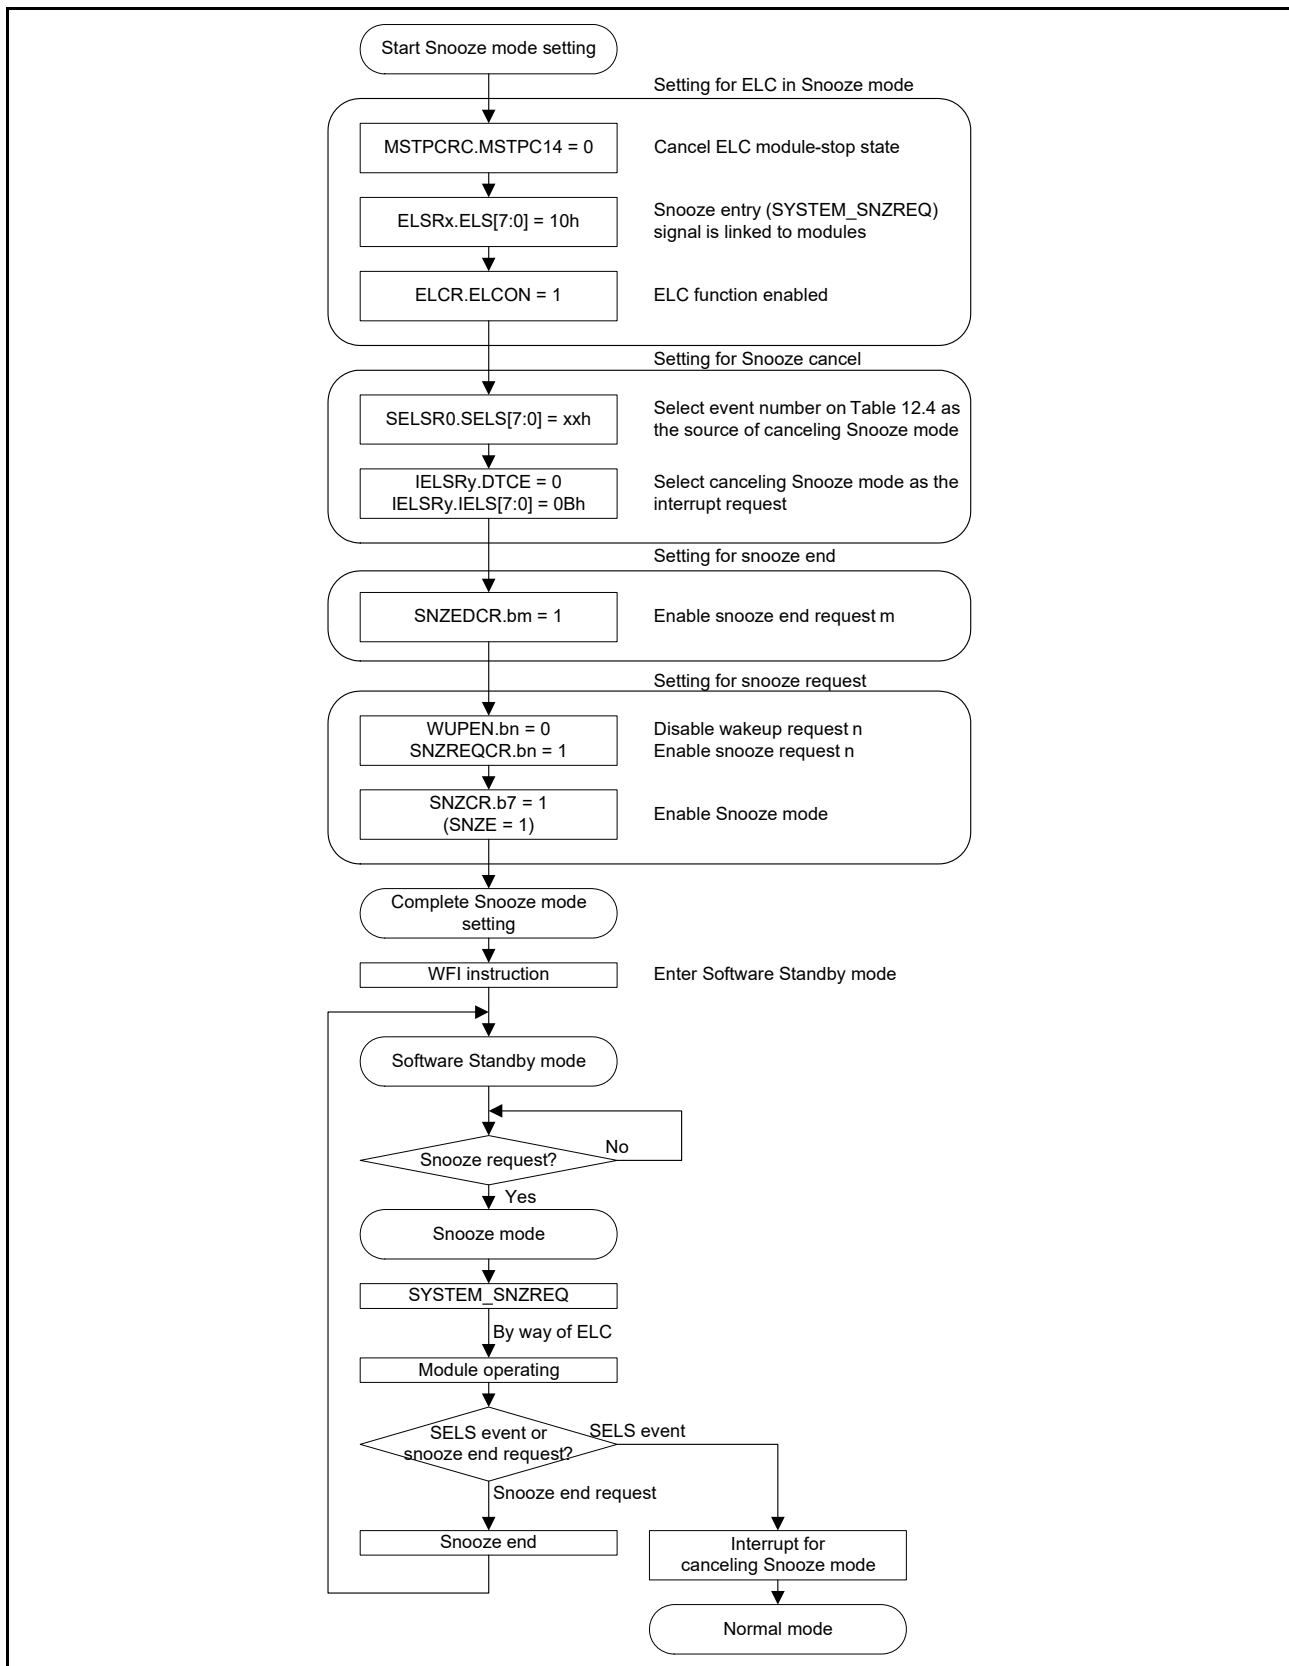 Start Snooze mode setting
Setting for ELC in Snooze mode
MSTPCRC.MSTPC14 = 0
Cancel ELC module-stop state
ELSRx.ELS[7:0] = 10h
Snooze entry (SYSTEM_SNZREQ)
signal is linked to modules
ELCR.ELCON = 1
ELC function enabled
Setting for Snooze cancel
SELSR0.SELS[7:0] = xxh
Select event number on Table 12.4 as
the source of canceling Snooze mode
IELSRy.DTCE = 0
IELSRy.IELS[7:0] = 0Bh
Select canceling Snooze mode as the
interrupt request
Setting for snooze end
SNZEDCR.bm = 1
Enable snooze end request m
Setting for snooze request
WUPEN.bn = 0
SNZREQCR.bn = 1
Disable wakeup request n
Enable snooze request n
SNZCR.b7 = 1
(SNZE = 1)
Enable Snooze mode
Complete Snooze mode
setting
WFI instruction
Enter Software Standby mode
Software Standby mode
Snooze request?
No
Yes
Snooze mode
SYSTEM_SNZREQ
By way of ELC
Module operating
SELS event or
snooze end request?
SELS event
Snooze end request
Snooze end
Interrupt for
canceling Snooze mode
Normal mode